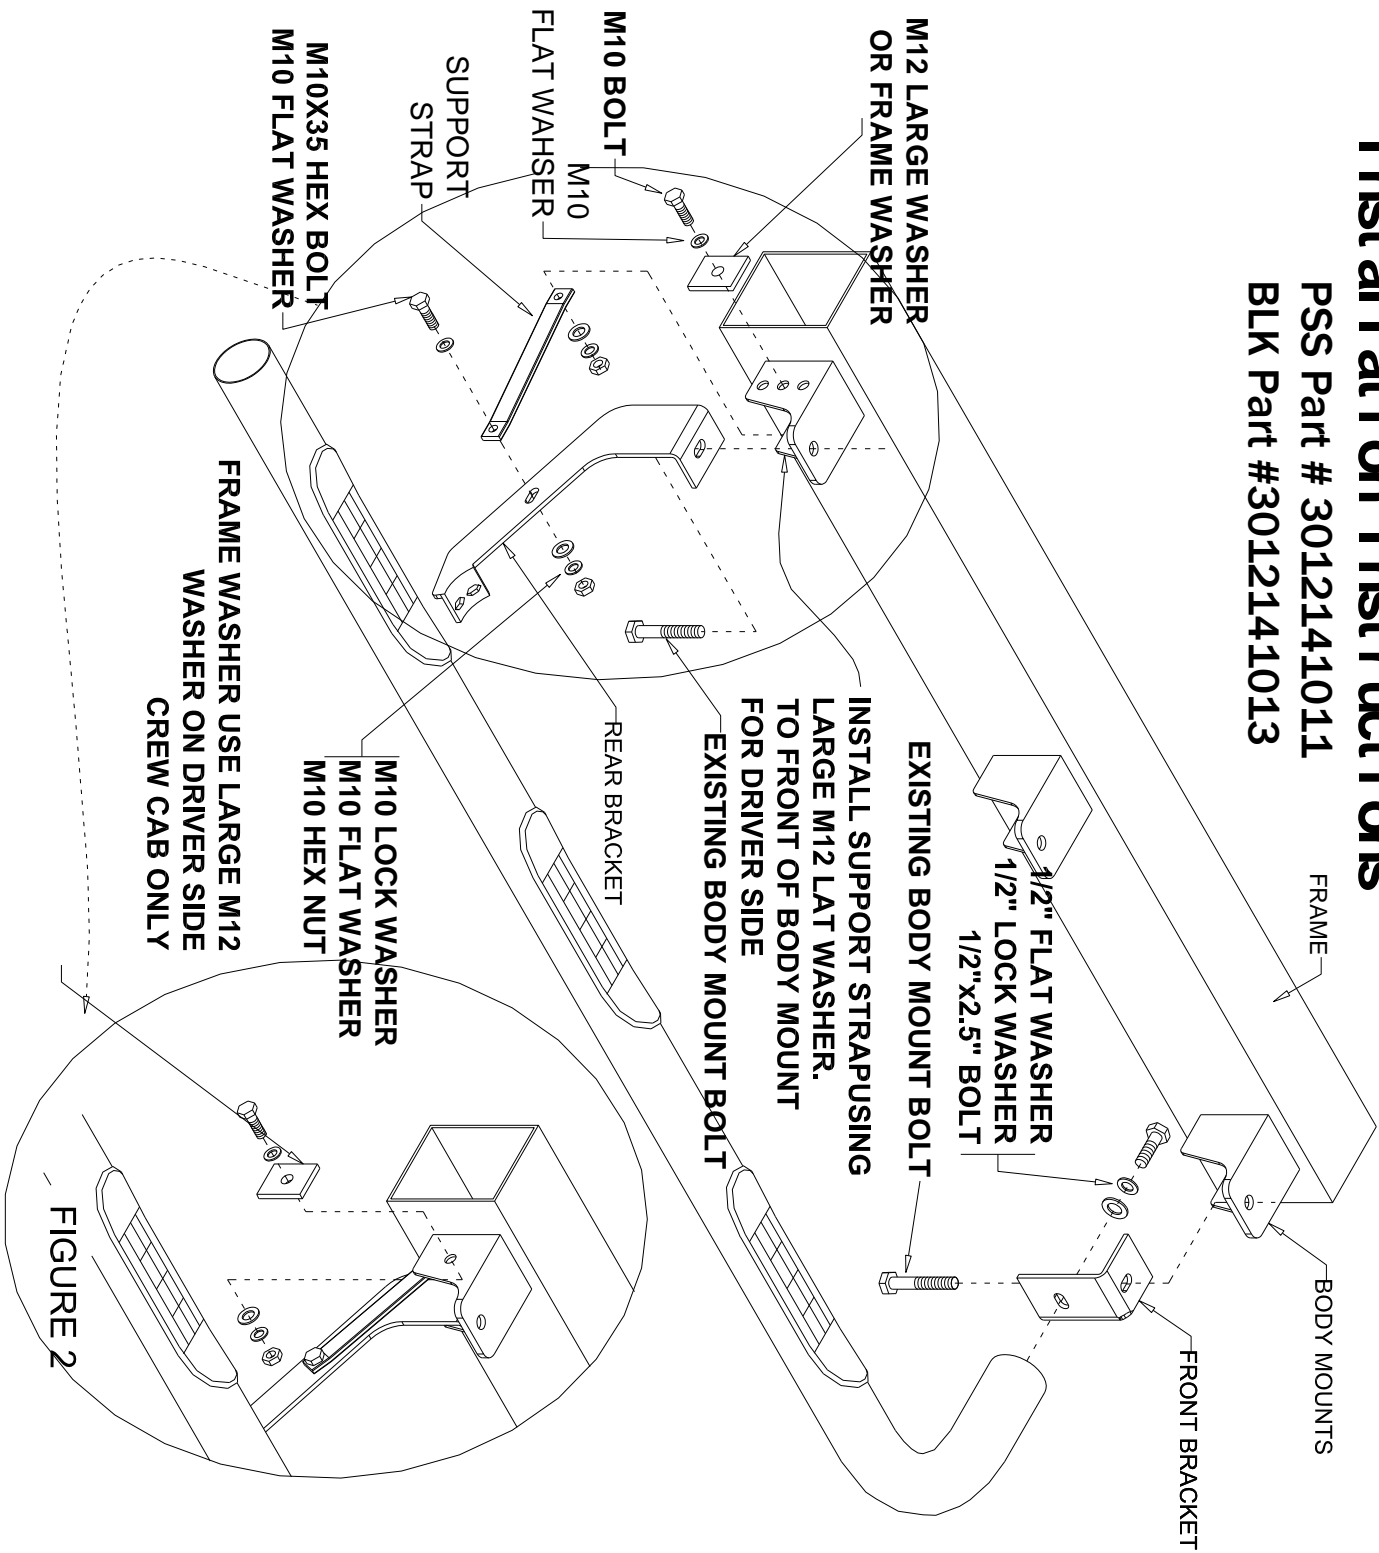 Installation Instructions
PSS Part # 3012141011
BLK Part #3012141013
FRAME
BODY MOUNTS
FRONT BRACKET
1/2" FLAT WASHER
1/2" LOCK WASHER
1/2"x2.5" BOLT
EXISTING BODY MOUNT BOLT
M12 LARGE WASHER
OR FRAME WASHER
INSTALL SUPPORT STRAPUSING
LARGE M12 LAT WASHER.
TO FRONT OF BODY MOUNT
FOR DRIVER SIDE
EXISTING BODY MOUNT BOLT
M10 BOLT
M10
FLAT WAHSER
REAR BRACKET
SUPPORT
STRAP
M10 LOCK WASHER
M10 FLAT WASHER
M10 HEX NUT
M10X35 HEX BOLT
M10 FLAT WASHER
FRAME WASHER USE LARGE M12
WASHER ON DRIVER SIDE
CREW CAB ONLY
FIGURE 2